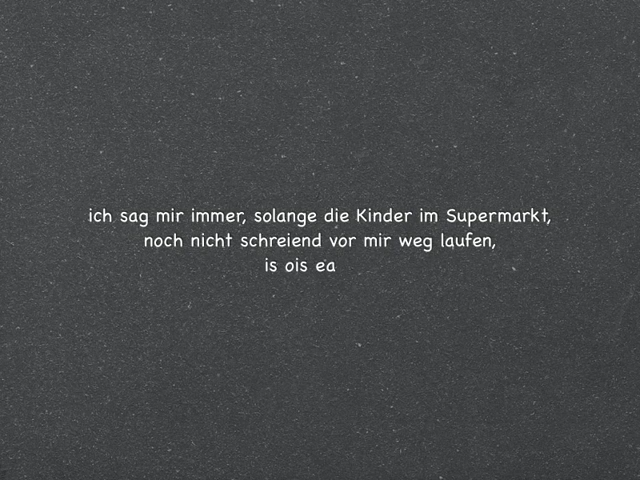 ich sag mir immer, solange die Kinder im Supermarkt,
noch nicht schreiend vor mir weg laufen,
is ois ea